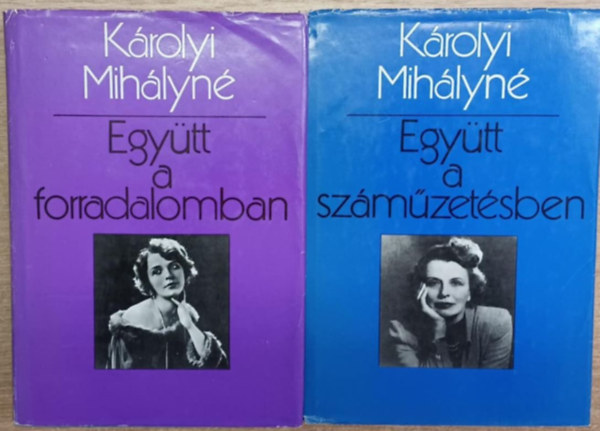 Károlyi
Mihályné
Együtt
a
forradalomban
Károlyi
Mihályné
Együtt
a
száműzetésben